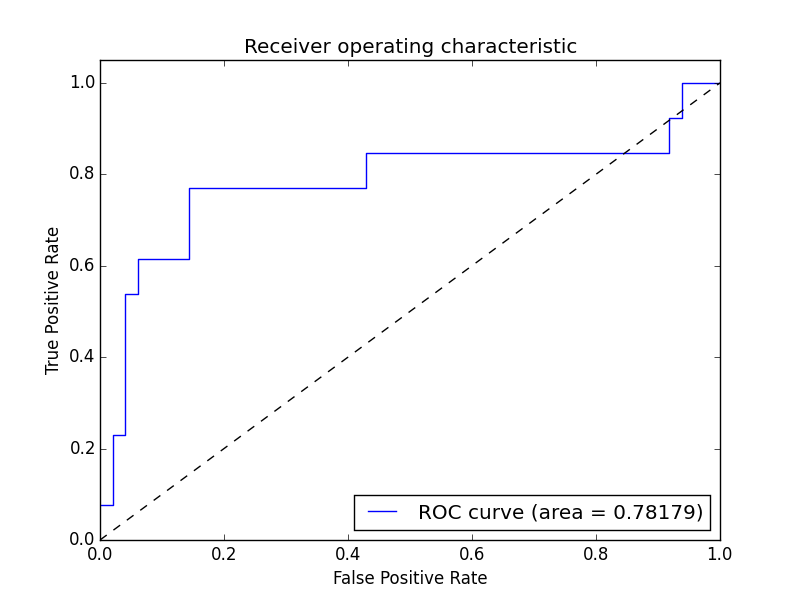 Receiver operating characteristic
1.0
0.8
0.6
0.4
0.2
0.0
True Positive Rate
ROC curve (area = 0.78179)
0.0 0.2 0.4 0.6 0.8 1.0
False Positive Rate